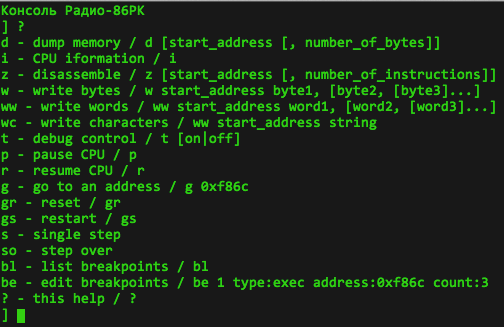 Консоль Радио-86РК
] ?
d - dump memory / d [start_address [, number_of_bytes]]
i - CPU iformation / i
z - disassemble / z [start_address [, number_of_instructions]]
w - write bytes / w start_address byte1, [byte2, [byte3]...]
ww - write words / ww start_address word1, [word2, [word3]...]
wc - write characters / ww start_address string
t - debug control / t [on|off]
p - pause CPU / p
r - resume CPU / r
g - go to an address / g 0xf86c
gr - reset / gr
gs - restart / gs
s - single step
so - step over
bl - list breakpoints / bl
be - edit breakpoints / be 1 type:exec address:0xf86c count:3
? - this help / ?
]